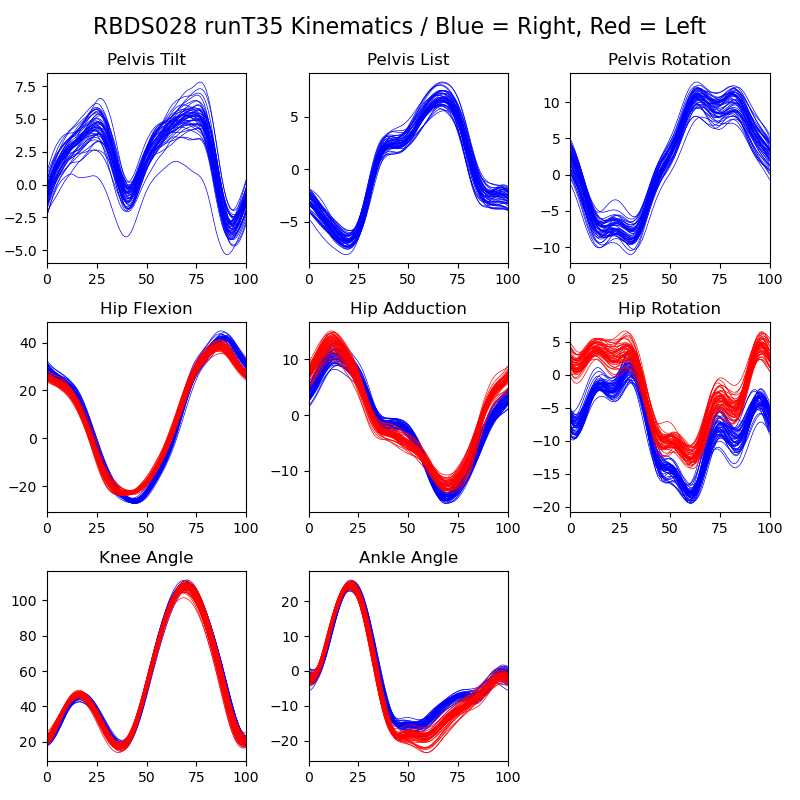 RBDS028 runT35 Kinematics / Blue = Right, Red = Left
Pelvis Tilt
7.5
5.0
2.5
0.0
−2.5
−5.0
0 25 50 75 100
Pelvis List
5
0
−5
0 25 50 75 100
Pelvis Rotation
10
5
0
−5
−10
0 25 50 75 100
Hip Flexion
40
20
0
−20
0 25 50 75 100
Hip Adduction
10
0
−10
0 25 50 75 100
Hip Rotation
5
0
−5
−10
−15
−20
0 25 50 75 100
Knee Angle
100
80
60
40
20
0 25 50 75 100
Ankle Angle
20
10
0
−10
−20
0 25 50 75 100